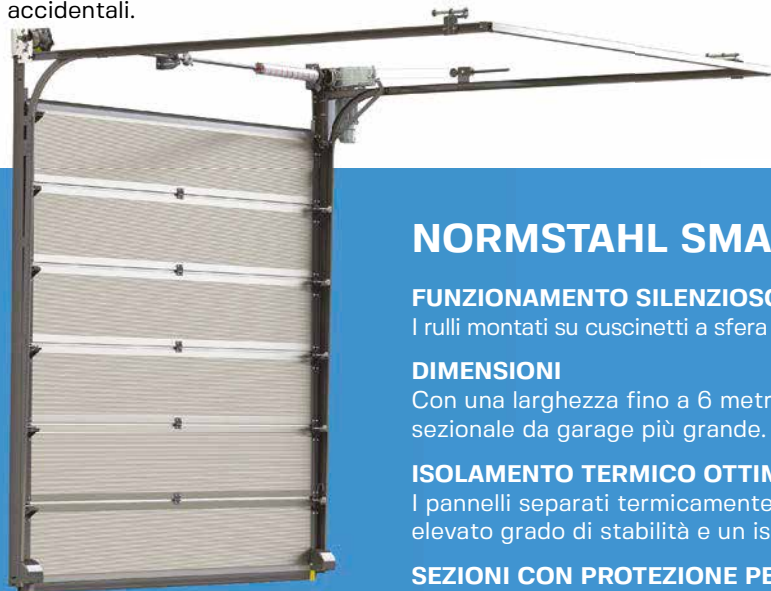 accidentali.
NORMSTAHL SMA
FUNZIONAMENTO SILENZIOSO
I rulli montati su cuscinetti a sfera
DIMENSIONI
Con una larghezza fino a 6 metr
sezionale da garage più grande.
ISOLAMENTO TERMICO OTTIM
I pannelli separati termicamente
elevato grado di stabilità e un is
SEZIONI CON PROTEZIONE PE